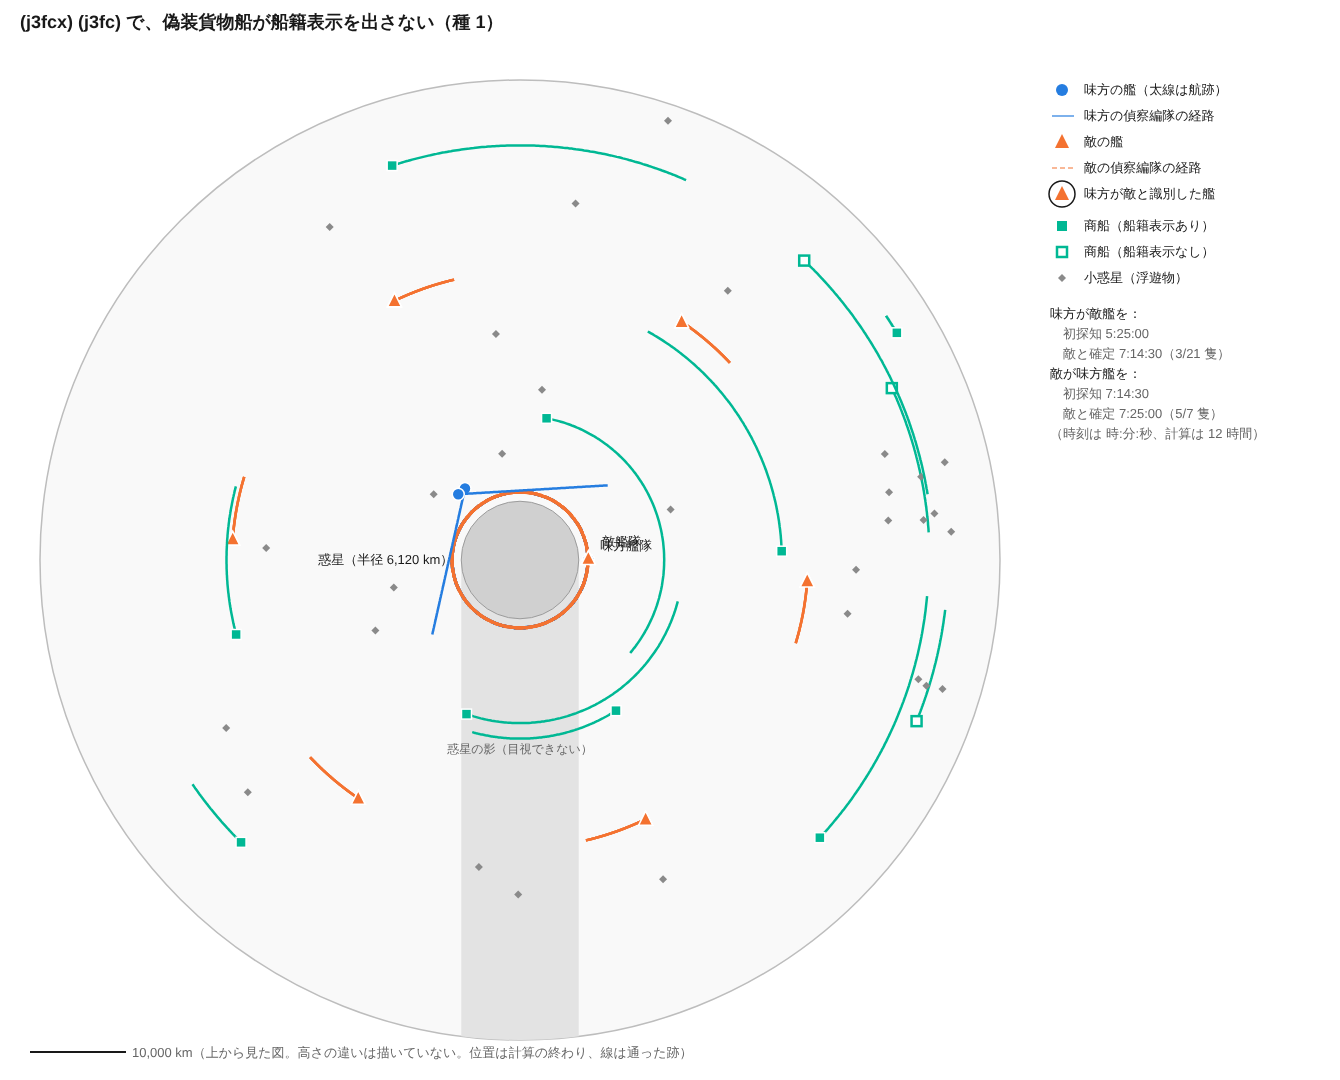 (j3fcx) (j3fc) で、偽装貨物船が船籍表示を出さない（種 1）
味方の艦（太線は航跡）
味方の偵察編隊の経路
敵の艦
敵の偵察編隊の経路
味方が敵と識別した艦
商船（船籍表示あり）
商船（船籍表示なし）
小惑星（浮遊物）
味方が敵艦を：
初探知 5:25:00
敵と確定 7:14:30（3/21 隻）
敵が味方艦を：
初探知 7:14:30
敵と確定 7:25:00（5/7 隻）
（時刻は 時:分:秒、計算は 12 時間）
敵艦隊
味方艦隊
惑星（半径 6,120 km）
惑星の影（目視できない）
10,000 km（上から見た図。高さの違いは描いていない。位置は計算の終わり、線は通った跡）